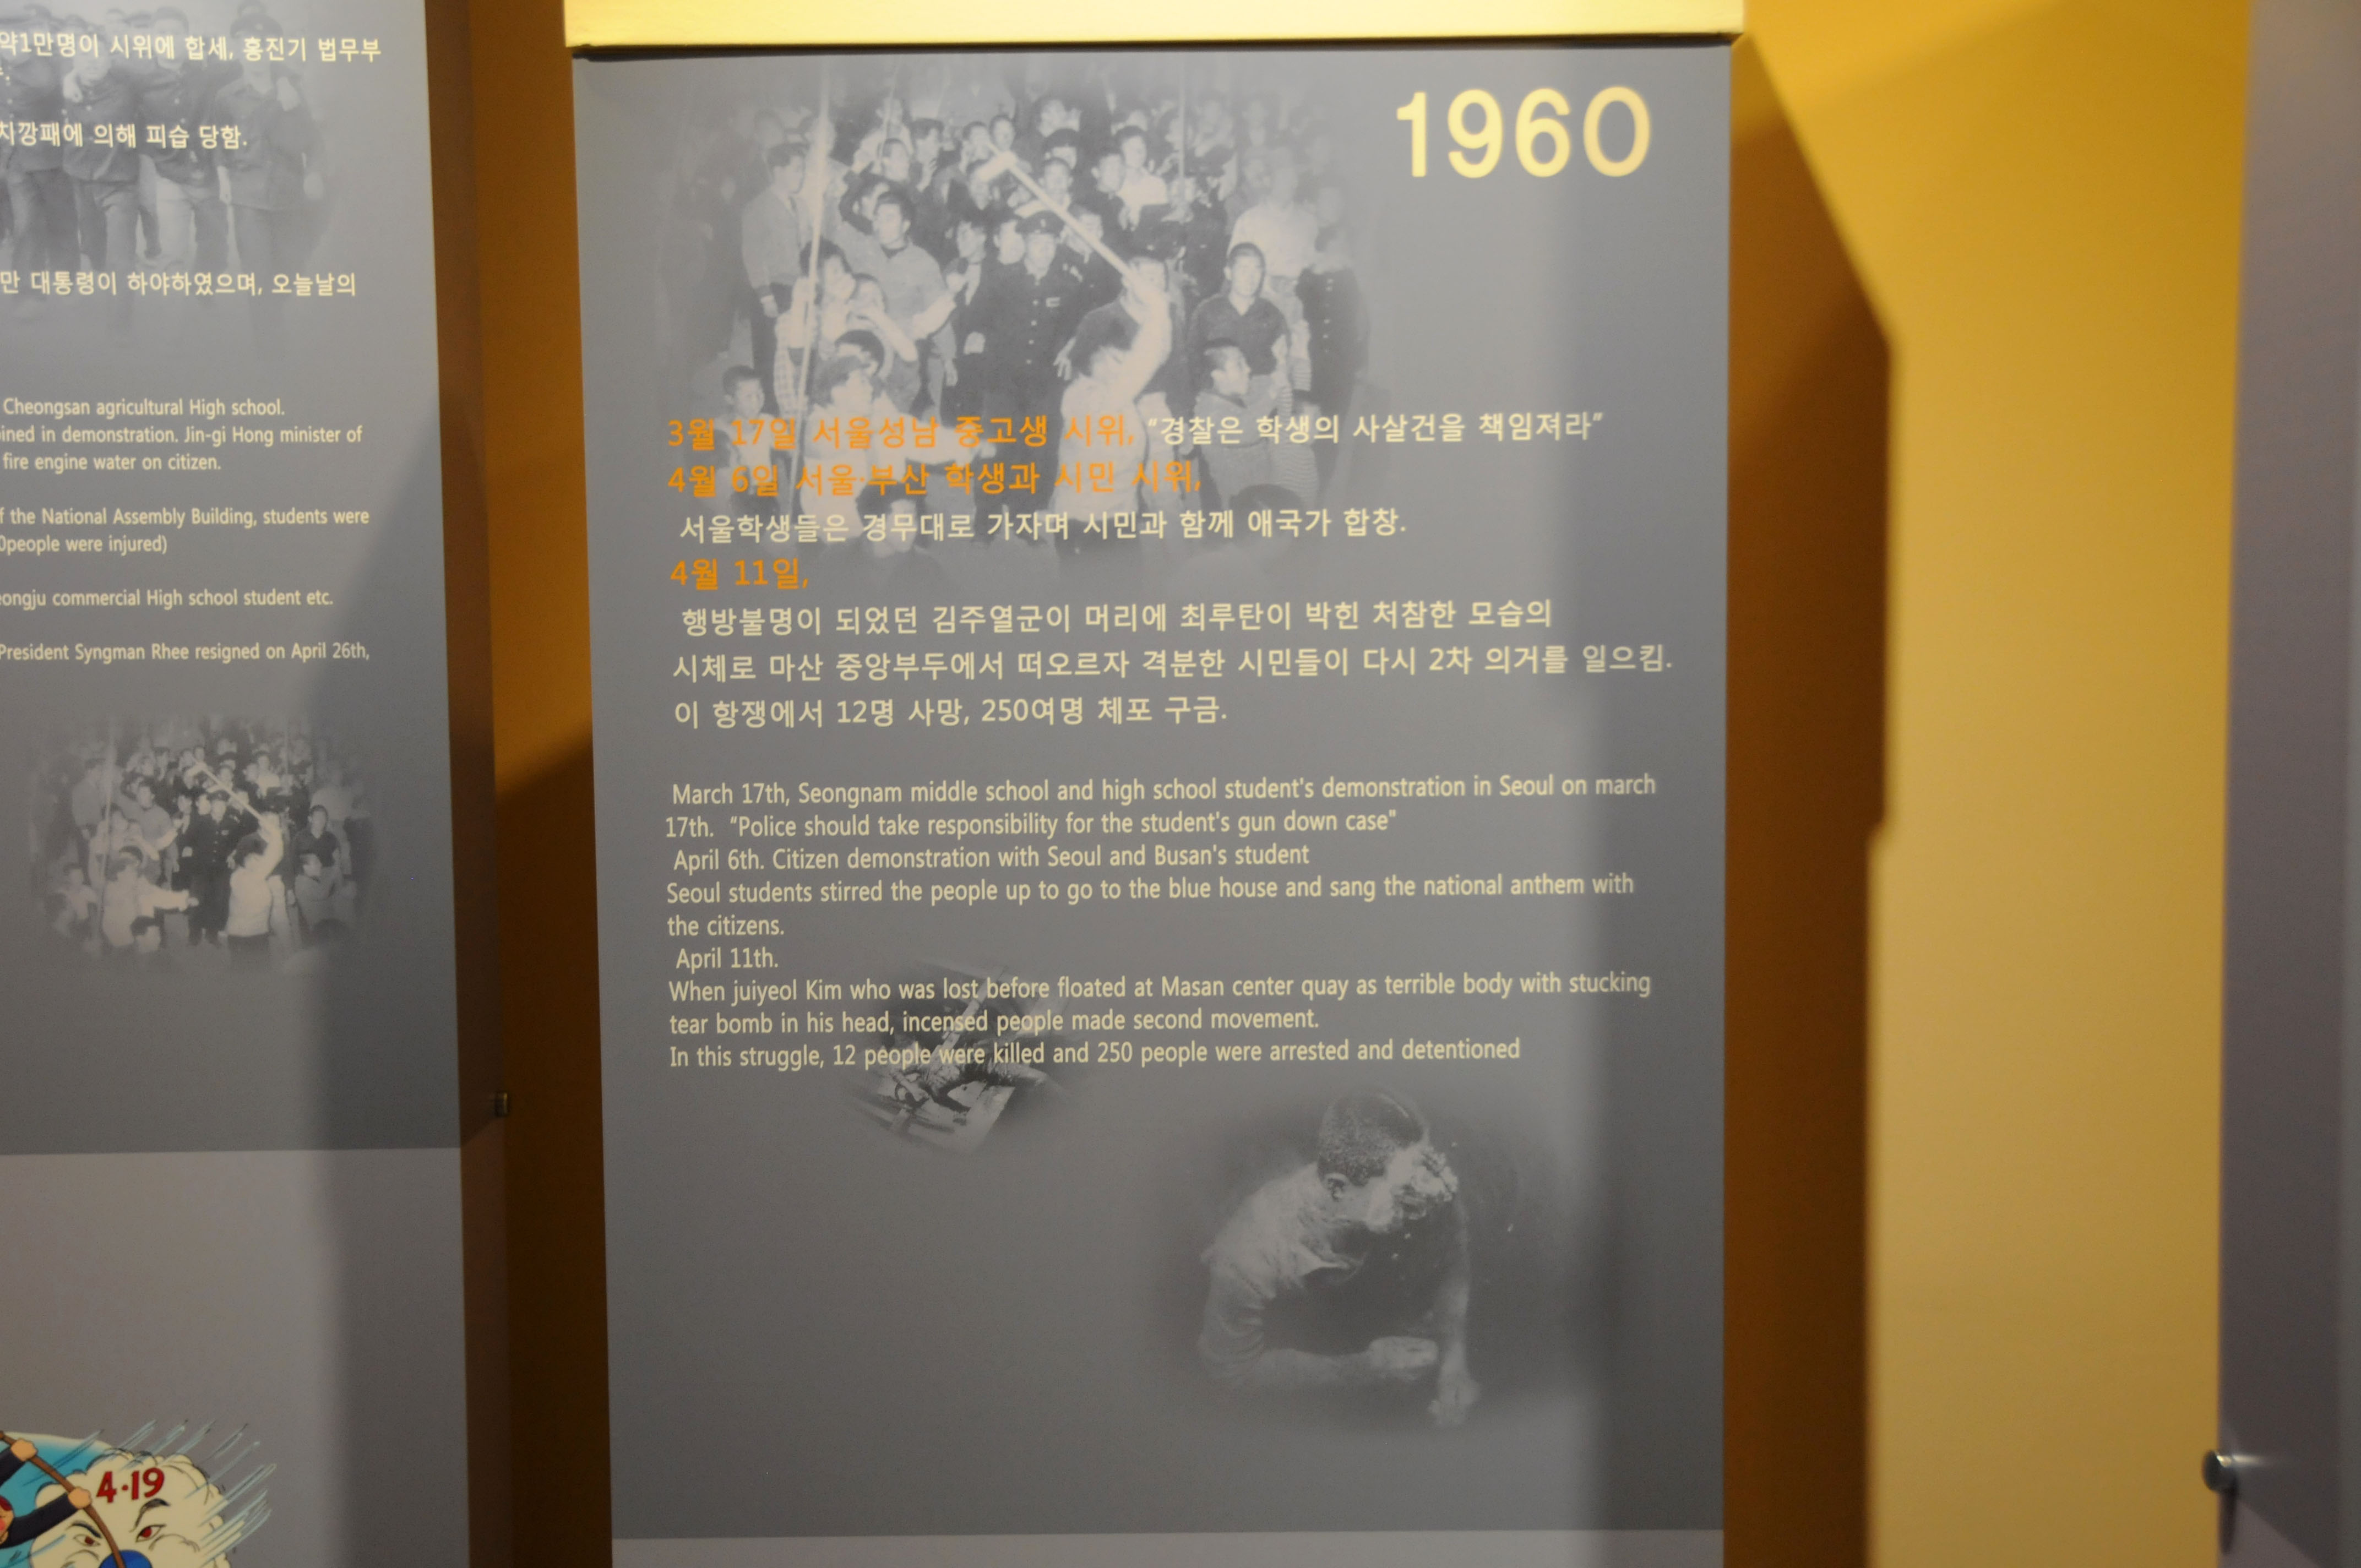 약1만명이 시위에 합세, 홍진기 법무부
치깡패에 의해 피습 당함.
만 대통령이 하야하였으며, 오늘날의
Cheongsan agricultural High school.
ined in demonstration. Jin-gi Hong minister of
fire engine water on citizen.
f the National Assembly Building, students were
0people were injured)
eongju commercial High school student etc.
President Syngman Rhee resigned on April 26th,
4·19
1960
3월 17일 서울성남 중고생 시위, “경찰은 학생의 사살건을 책임져라”
4월 6일 서울·부산 학생과 시민 시위,
서울학생들은 경무대로 가자며 시민과 함께 애국가 합창.
4월 11일,
행방불명이 되었던 김주열군이 머리에 최루탄이 박힌 처참한 모습의
시체로 마산 중앙부두에서 떠오르자 격분한 시민들이 다시 2차 의거를 일으킴.
이 항쟁에서 12명 사망, 250여명 체포 구금.
March 17th, Seongnam middle school and high school student's demonstration in Seoul on march
17th. “Police should take responsibility for the student's gun down case”
April 6th. Citizen demonstration with Seoul and Busan's student
Seoul students stirred the people up to go to the blue house and sang the national anthem with
the citizens.
April 11th.
When juiyeol Kim who was lost before floated at Masan center quay as terrible body with stucking
tear bomb in his head, incensed people made second movement.
In this struggle, 12 people were killed and 250 people were arrested and detentioned